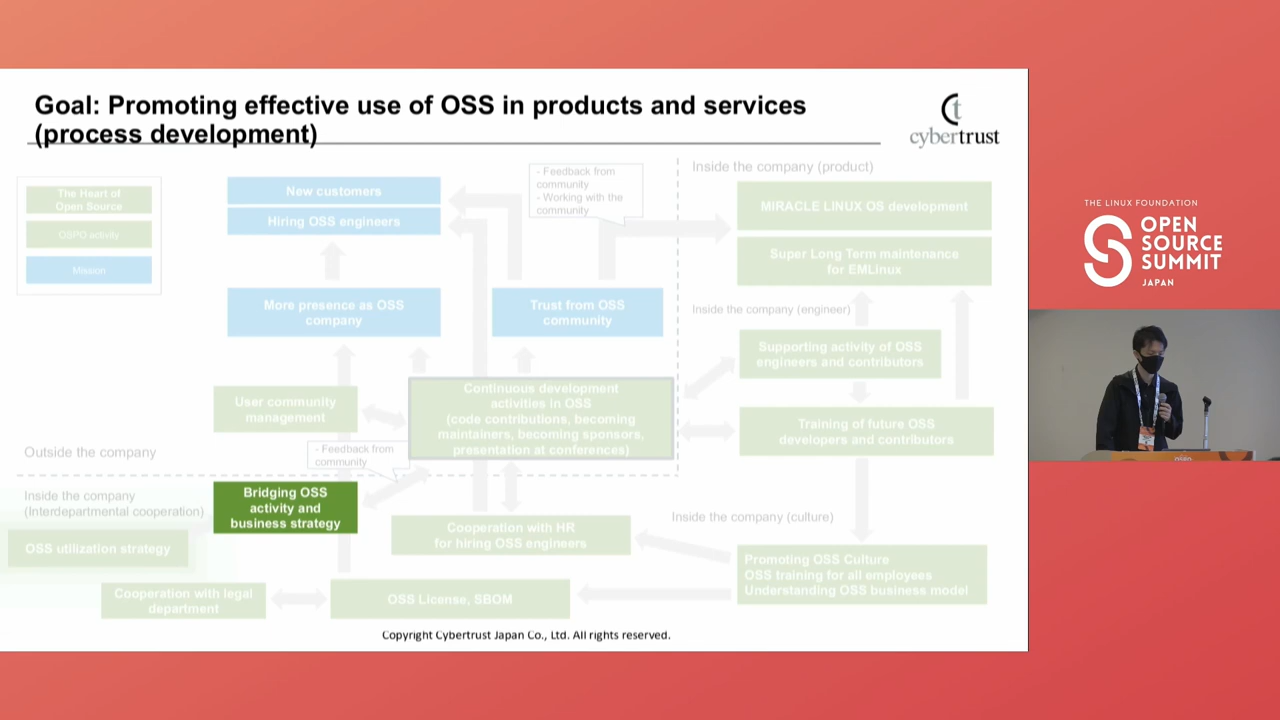 Goal: Promoting effective use of OSS in products and services
(process development)
cybertrust
The Heart of
Open Source
OSPO activity
Mission
New customers
Hiring OSS engineers
- Feedback from
community
- Working with the
community
Inside the company (product)
MIRACLE LINUX OS development
Super Long Term maintenance
for EMLinux
More presence as OSS
company
Trust from OSS
community
Inside the company (engineer)
Supporting activity of OSS
engineers and contributors
User community
management
Continuous development
activities in OSS
(code contributions, becoming
maintainers, becoming sponsors,
presentation at conferences)
Training of future OSS
developers and contributors
Outside the company
- Feedback from
community
Inside the company
(Interdepartmental cooperation)
Bridging OSS
activity and
business strategy
OSS utilization strategy
Cooperation with HR
for hiring OSS engineers
Inside the company (culture)
Promoting OSS Culture
OSS training for all employees
Understanding OSS business model
Cooperation with legal
department
OSS License, SBOM
Copyright Cybertrust Japan Co., Ltd. All rights reserved.
THE LINUX FOUNDATION
OPEN
SOURCE
SUMMIT
JAPAN